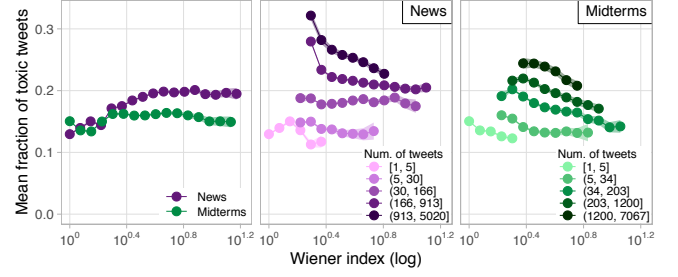 News
Midterms
Mean fraction of toxic tweets
0.3
0.2
0.1
0.0
News
Midterms
Num. of tweets
[1, 5]
(5, 30]
(30, 166]
(166, 913]
(913, 5020]
Num. of tweets
[1, 5]
(5, 34]
(34, 203]
(203, 1200]
(1200, 7067]
10^0 10^0.4 10^0.8 10^1.2
10^0 10^0.4 10^0.8 10^1.2
10^0 10^0.4 10^0.8 10^1.2
Wiener index (log)